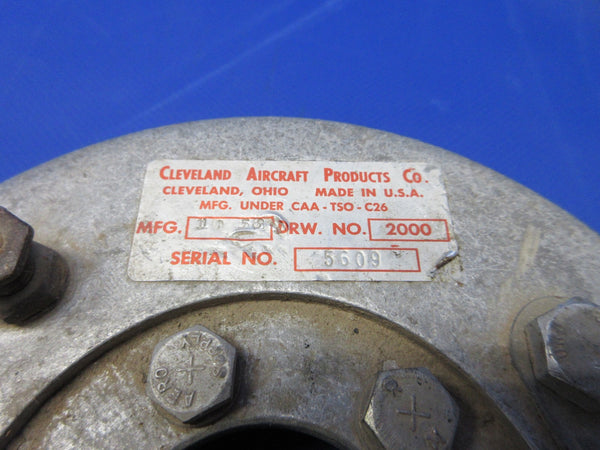 CLEVELAND AIRCRAFT PRODUCTS CO.
CLEVELAND, OHIO MADE IN U.S.A.
MFG. UNDER CAA-TSO-C26
MFG. DRW. NO. 2000
SERIAL NO. 5609